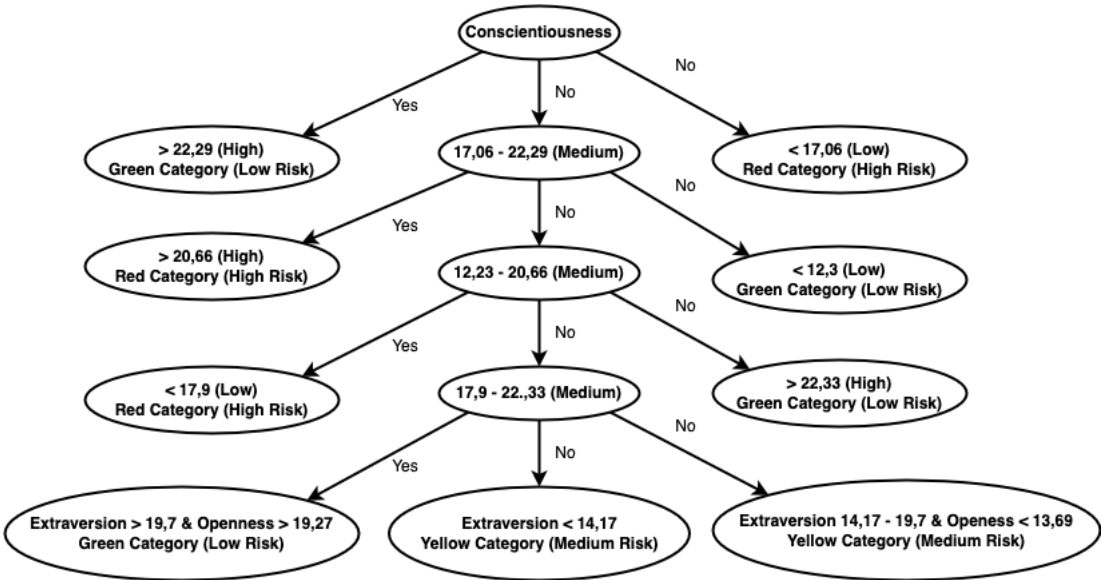 Conscientiousness
No
Yes
No
> 22,29 (High)
Green Category (Low Risk)
17,06 - 22,29 (Medium)
< 17,06 (Low)
Red Category (High Risk)
No
Yes
No
> 20,66 (High)
Red Category (High Risk)
12,23 - 20,66 (Medium)
< 12,3 (Low)
Green Category (Low Risk)
No
Yes
No
< 17,9 (Low)
Red Category (High Risk)
17,9 - 22.,33 (Medium)
> 22,33 (High)
Green Category (Low Risk)
No
Yes
No
Extraversion > 19,7 & Openness > 19,27
Green Category (Low Risk)
Extraversion < 14,17
Yellow Category (Medium Risk)
Extraversion 14,17 - 19,7 & Openess < 13,69
Yellow Category (Medium Risk)